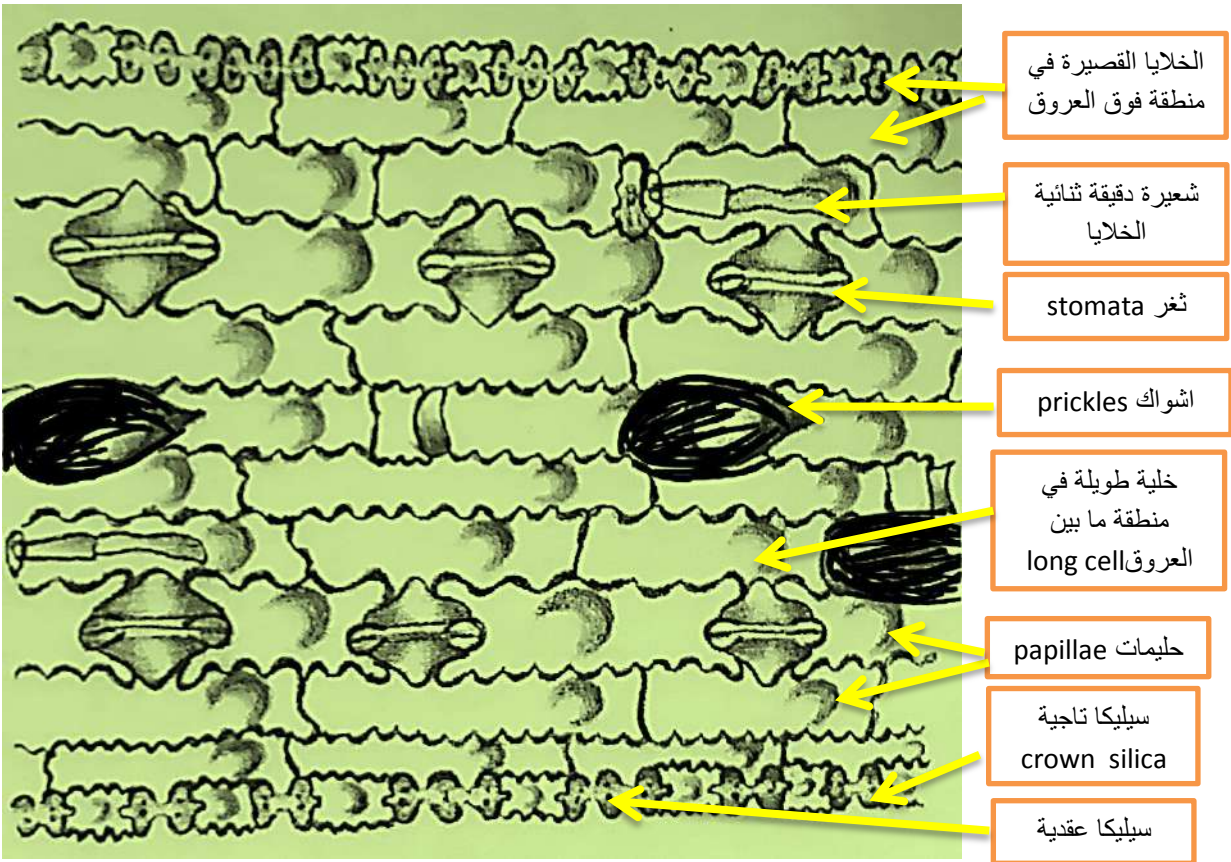 الخلايا القصيرة في
منطقة فوق العروق
شعيرة دقيقة ثنائية
الخلايا
ثغر stomata
اشواك prickles
خلية طويلة في
منطقة ما بين
العروقlong cell
حليمات papillae
سيليكا تاجية
crown silica
سيليكا عقدية